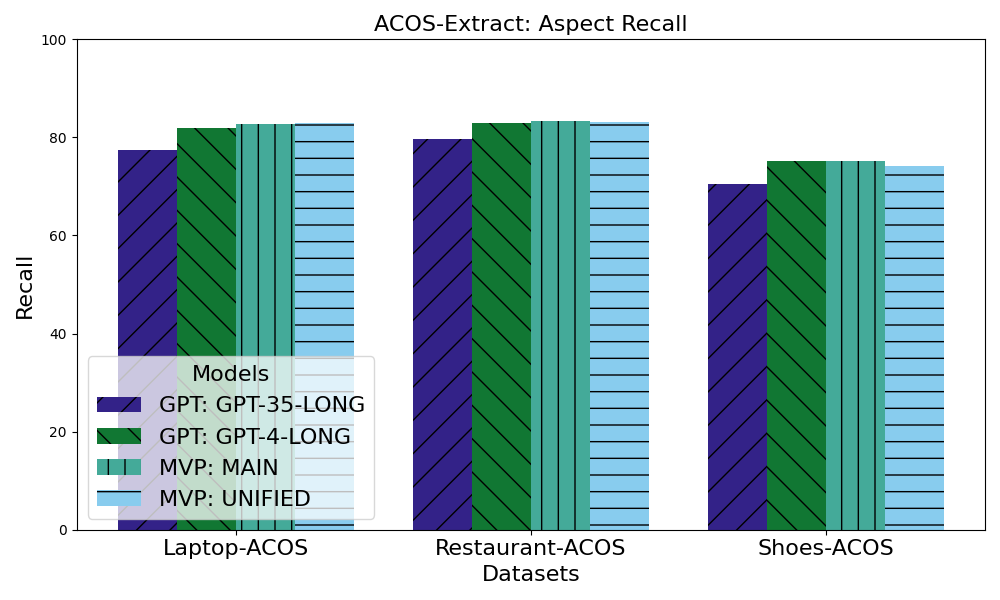 ACOS-Extract: Aspect Recall
100
80
60
40
20
0
Recall
Models
GPT: GPT-35-LONG
GPT: GPT-4-LONG
MVP: MAIN
MVP: UNIFIED
Laptop-ACOS
Restaurant-ACOS
Shoes-ACOS
Datasets